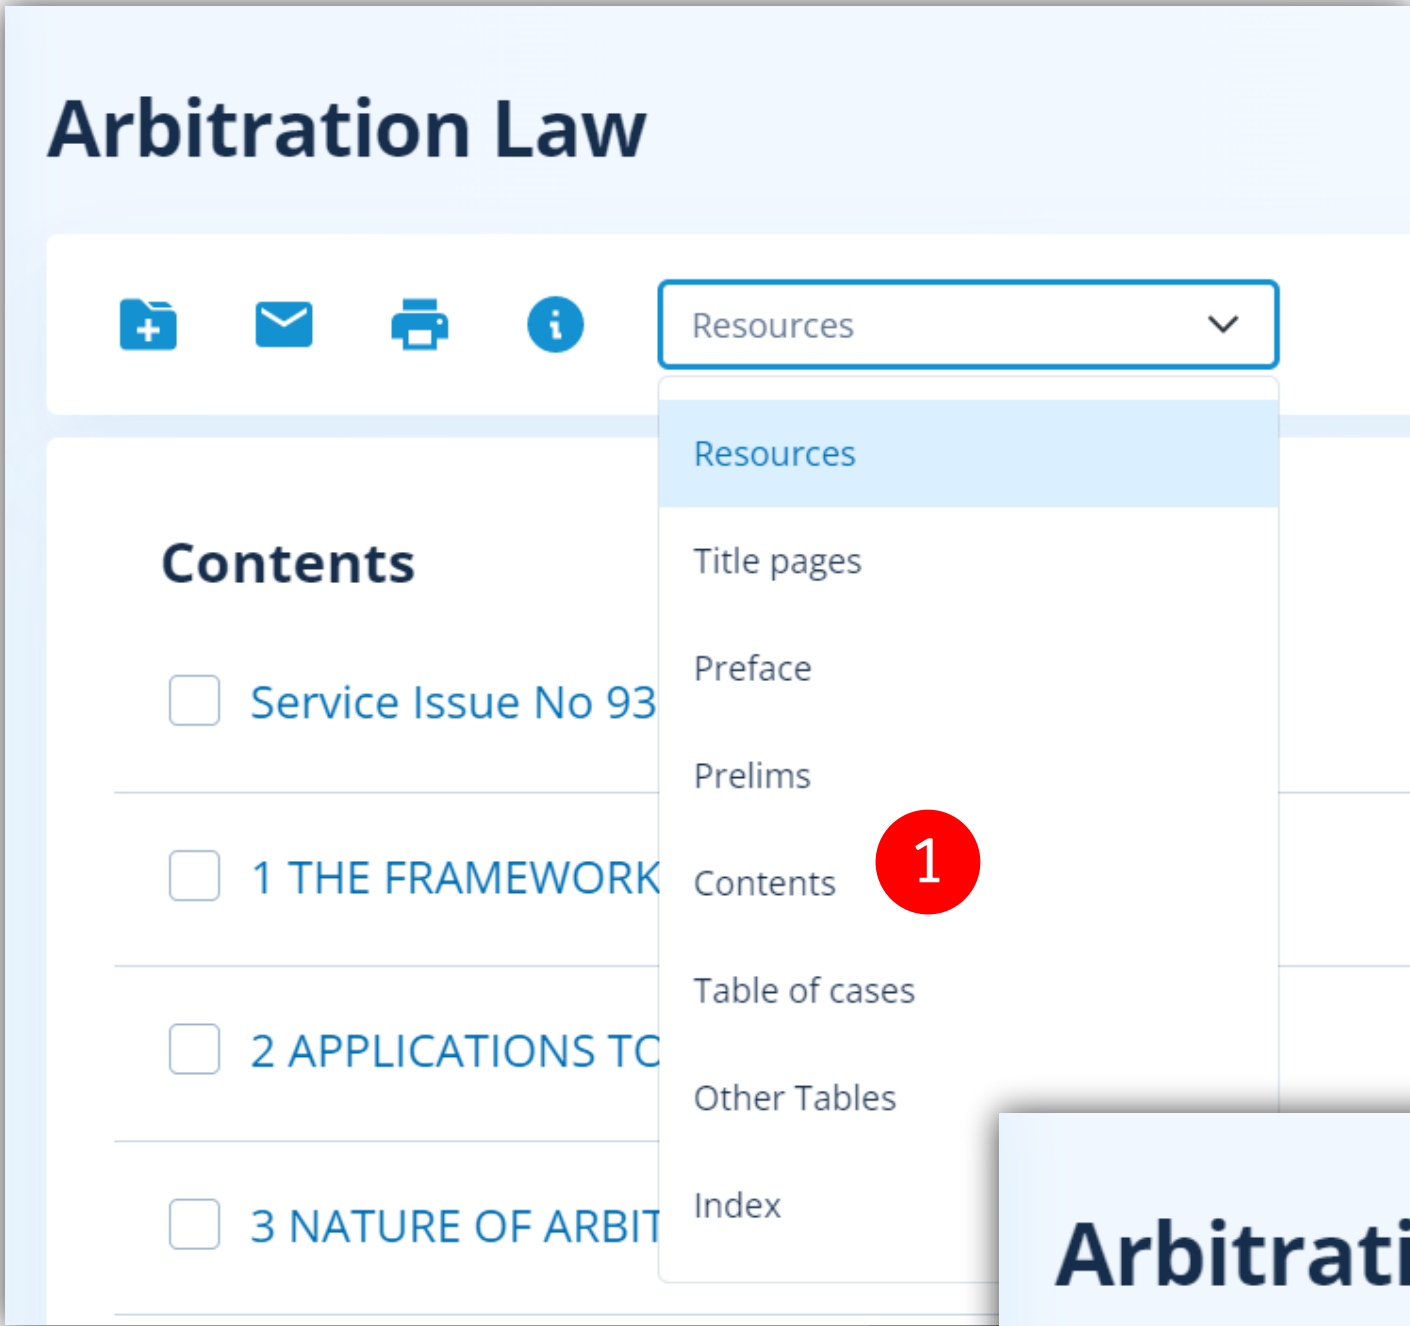 Arbitration Law
Resources
Resources
Title pages
Preface
Prelims
Contents
1
Table of cases
Other Tables
Index
Contents
Service Issue No 93
1 THE FRAMEWORK
2 APPLICATIONS TO
3 NATURE OF ARBIT
Arbitrati